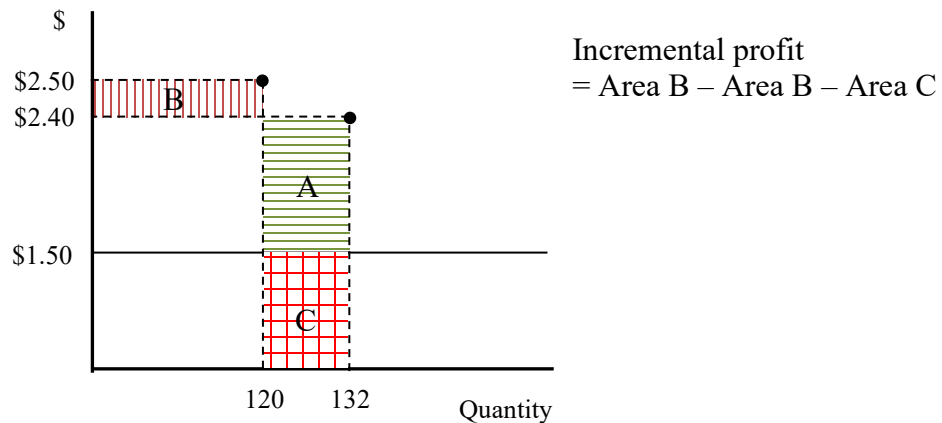 $
$2.50
$2.40
$1.50
B
A
C
120
132
Quantity
Incremental profit
= Area B – Area B – Area C